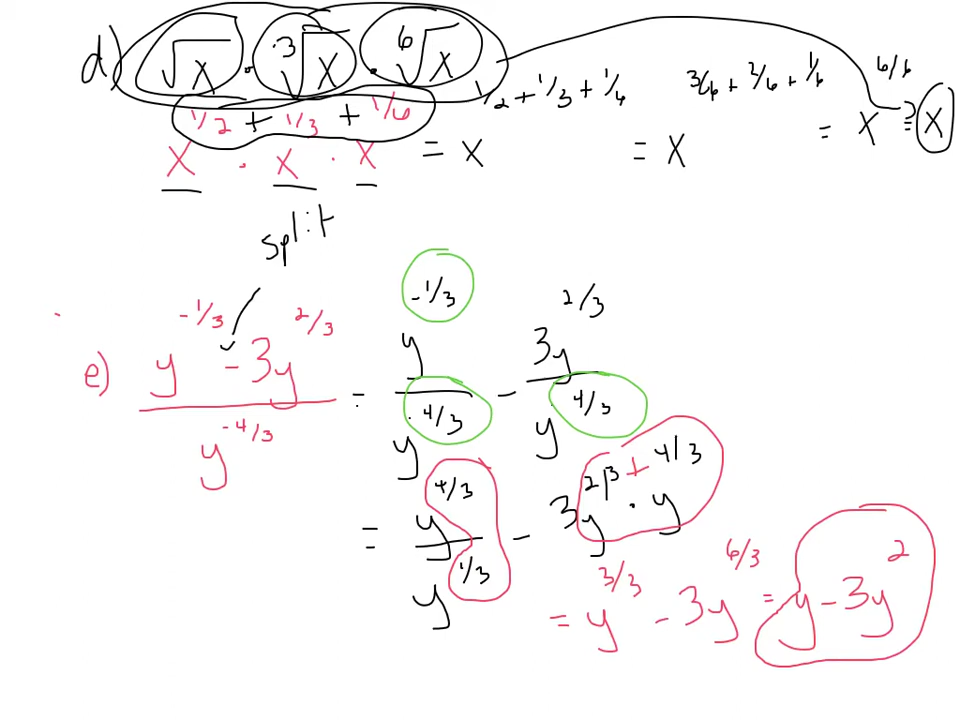 d) √x · ³√x · ⁶√x
x^1/2 + x^1/3 + x^1/6 = x^1/2 + 1/3 + 1/6 = x^3/6 + 2/6 + 1/6 = x^6/6 = x
split
e) y^-1/3 - 3y^2/3 / y^-4/3 = y^-1/3 / y^4/3 - 3y^2/3 / y^4/3
= y^4/3 / y^1/3 - 3y^2/3 + 4/3 · y
= y^3/3 - 3y^6/3 = y - 3y^2